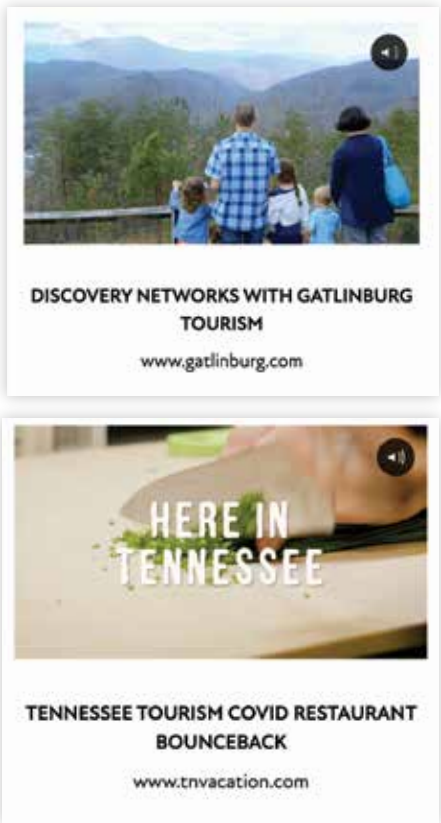 DISCOVERY NETWORKS WITH GATLINBURG
TOURISM
www.gatlinburg.com
HERE IN
TENNESSEE
TENNESSEE TOURISM COVID RESTAURANT
BOUNCEBACK
www.tnvacation.com